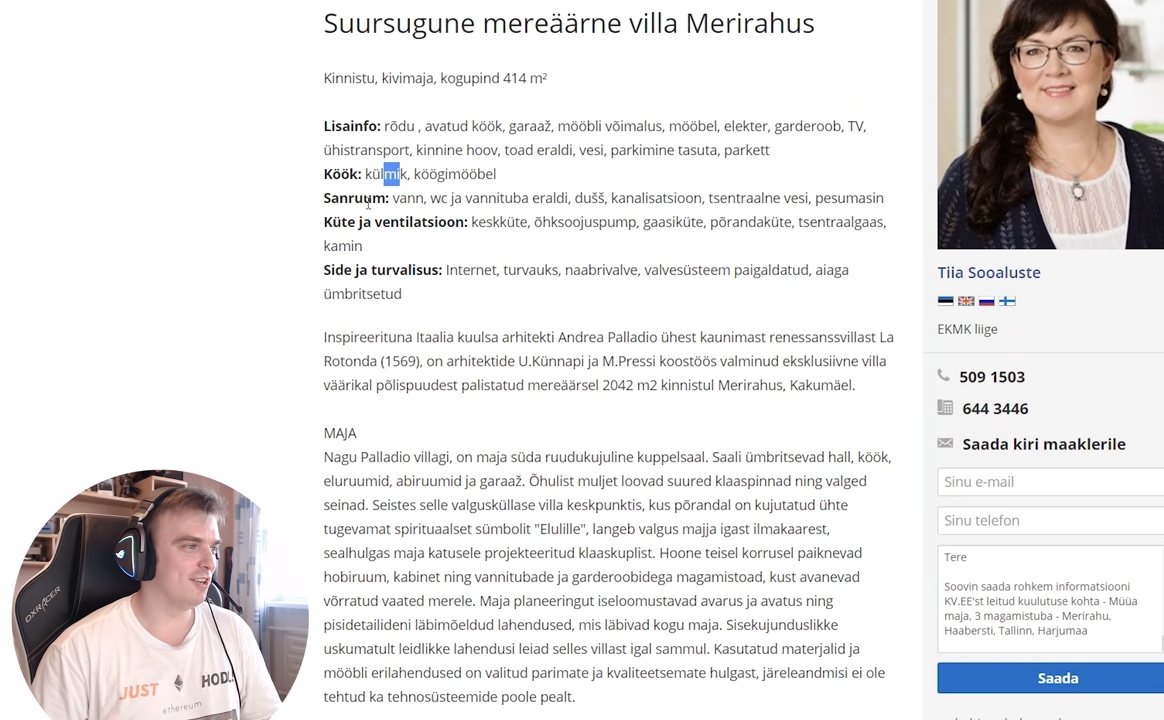 Suursugune mereäärne villa Merirahus
Kinnistu, kivimaja, kogupind 414 m²
Lisainfo: rõdu , avatud köök, garaaž, mööbli võimalus, mööbel, elekter, garderoob, TV,
ühistransport, kinnine hoov, toad eraldi, vesi, parkimine tasuta, parkett
Köök: külmik, köögimööbel
Sanruum: vann, wc ja vannituba eraldi, dušš, kanalisatsioon, tsentraalne vesi, pesumasin
Küte ja ventilatsioon: keskküte, õhksoojuspump, gaasiküte, põrandaküte, tsentraalgaas,
kamin
Side ja turvalisus: Internet, turvauks, naabrivalve, valvesüsteem paigaldatud, aiaga
ümbritsetud
Inspireerituna Itaalia kuulsa arhitekti Andrea Palladio ühest kaunimast renessanssvillast La
Rotonda (1569), on arhitektide U.Künnapi ja M.Pressi koostöös valminud eksklusiivne villa
väärikal põlispuudest palistatud mereäärsel 2042 m2 kinnistul Merirahus, Kakumäel.
MAJA
Nagu Palladio villagi, on maja süda ruudukujuline kuppelsaal. Saali ümbritsevad hall, köök,
eluruumid, abiruumid ja garaaž. Õhulist muljet loovad suured klaaspinnad ning valged
seinad. Seistes selle valgusküllase villa keskpunktis, kus põrandal on kujutatud ühte
tugevamat spirituaalset sümbolit "Elulille", langeb valgus majja igast ilmakaarest,
sealhulgas maja katusele projekteeritud klaaskuplist. Hoone teisel korrusel paiknevad
hobiruum, kabinet ning vannitubade ja garderoobidega magamistoad, kust avanevad
võrratud vaated merele. Maja planeeringut iseloomustavad avarus ja avatus ning
pisidetailideni läbimõeldud lahendused, mis läbivad kogu maja. Sisekujunduslikke
uskumatult leidlikke lahendusi leiad selles villast igal sammul. Kasutatud materjalid ja
mööbli erilahendused on valitud parimate ja kvaliteetsemate hulgast, järeleandmisi ei ole
tehtud ka tehnosüsteemide poole pealt.
Tiia Sooaluste
EKMK liige
509 1503
644 3446
Saada kiri maaklerile
Sinu e-mail
Sinu telefon
Tere
Soovin saada rohkem informatsiooni
KV.EE'st leitud kuulutuse kohta - Müüa
maja, 3 magamistuba - Merirahu,
Haabersti, Tallinn, Harjumaa
Saada
DXRACER
JUST HODL
ethereum